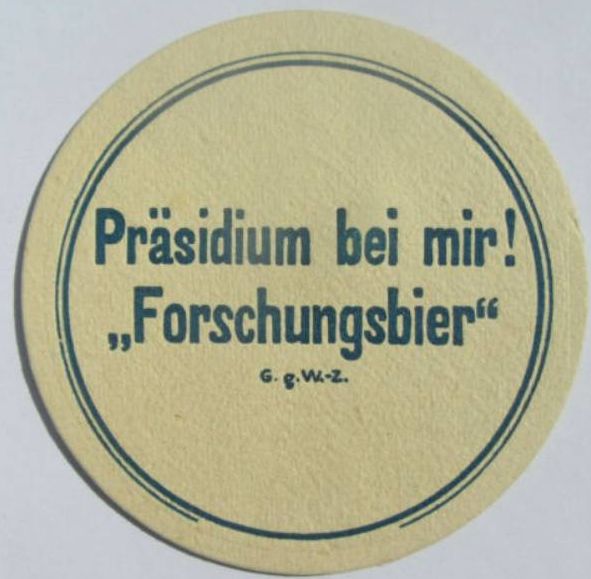 Präsidium bei mir!
„Forschungsbier“
G. g. W.-Z.